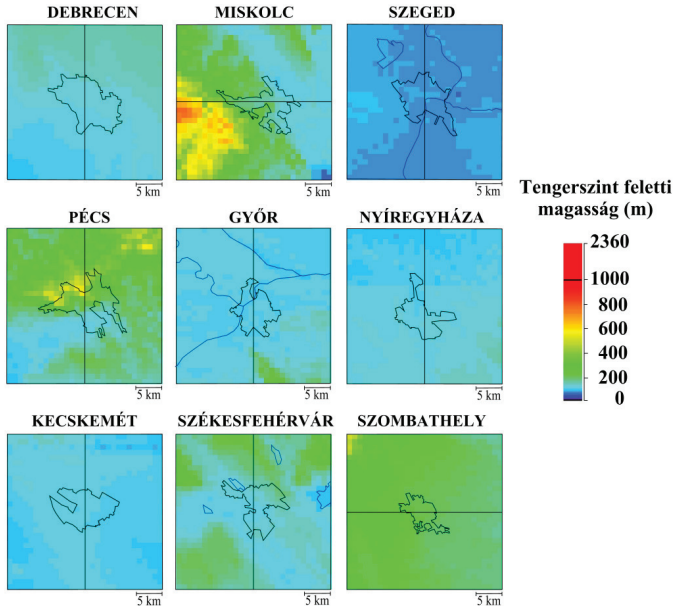 DEBRECEN
MISKOLC
SZEGED
5 km
5 km
5 km
Tengerszint feletti
magasság (m)
PÉCS
GYŐR
NYÍREGYHÁZA
2360
1000
800
600
400
200
0
5 km
5 km
5 km
KECSKEMÉT
SZÉKESFEHÉRVÁR
SZOMBATHELY
5 km
5 km
5 km